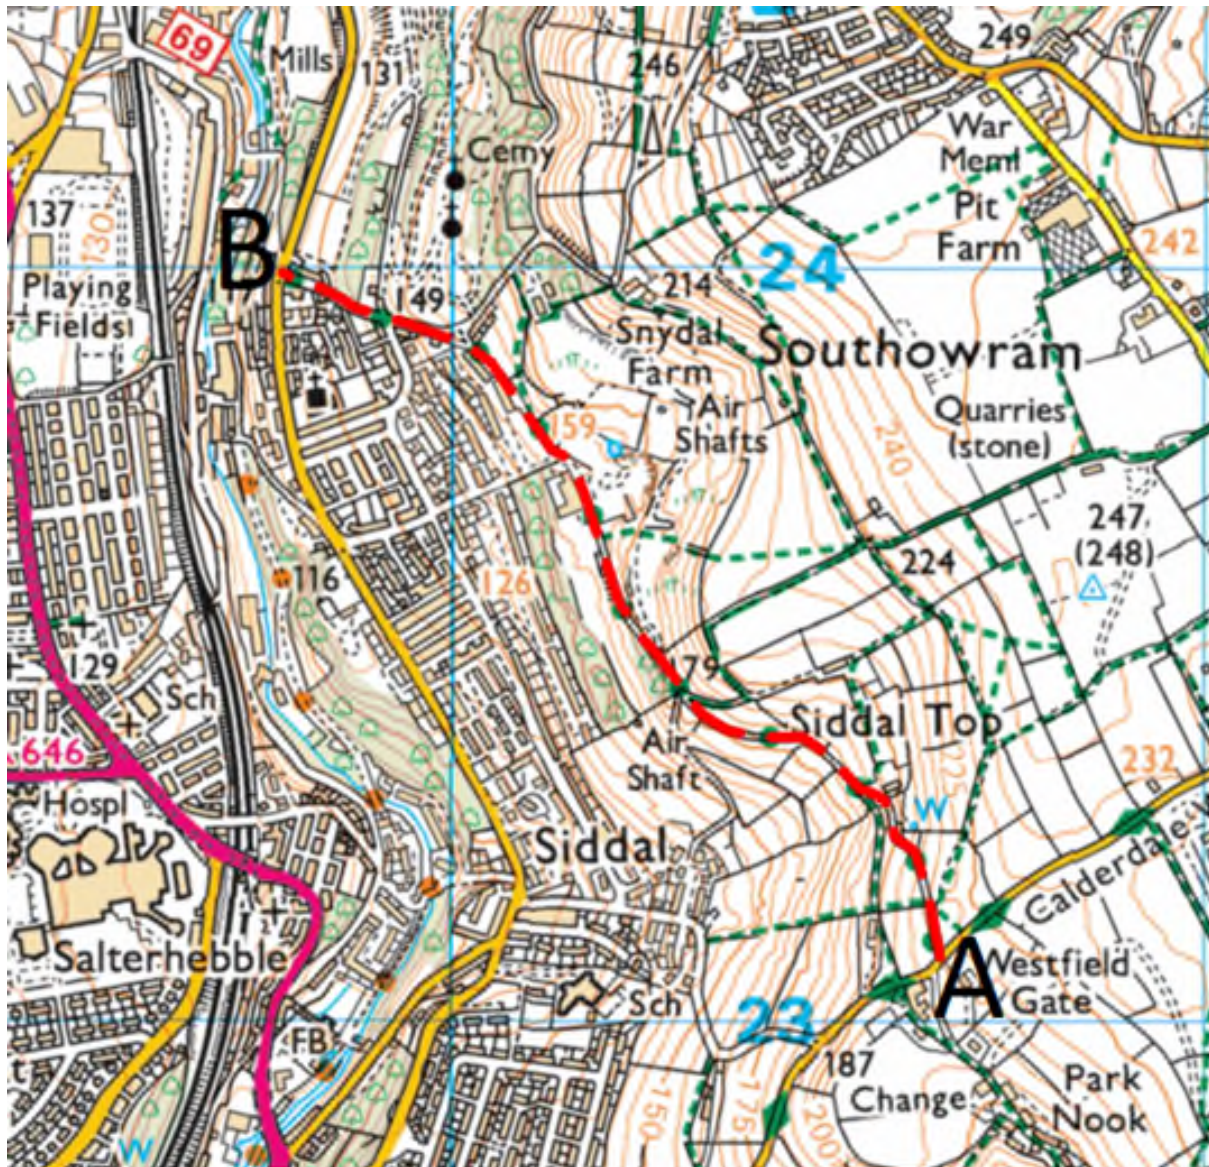 69
Mills
131
246
249
Cemy
War
Meml
Pit
Farm
137
130
B
24
242
Playing
Fields
149
214
Snydal
Farm
Southowram
Air
Shafts
159
Quarries
(stone)
240
247
(248)
224
116
126
129
179
Sch
Siddal Top
646
Air
Shaft
225
232
Hospl
W
Siddal
Calderdale
Salterhebble
A
Westfield
Gate
Sch
23
FB
187
Change
Park
Nook
150
175
200
W